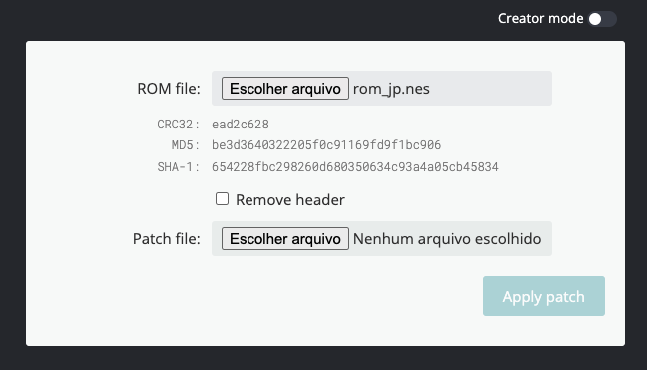 Creator mode
ROM file: Escolher arquivo rom_jp.nes
CRC32: ead2c628
MD5: be3d3640322205f0c91169fd9f1bc906
SHA-1: 654228fbc298260d680350634c93a4a05cb45834
Remove header
Patch file: Escolher arquivo Nenhum arquivo escolhido
Apply patch